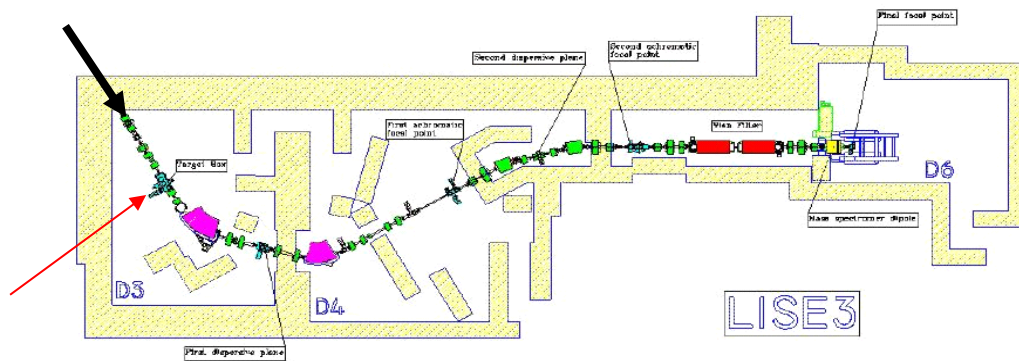 Final focal point
Second achromatic
focal point
Second dispersive plane
First achromatic
focal point
Wien Filter
Target Box
D6
Mass spectromer dipole
D3
D4
LISE3
First dispersive plane